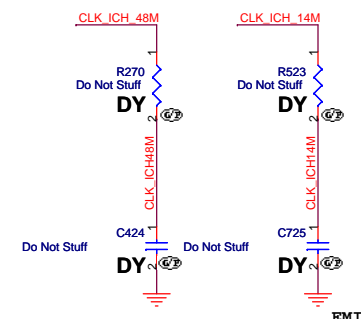 CLK_ICH_48M
CLK_ICH_14M
1
1
R270
R523
Do Not Stuff
Do Not Stuff
DY
DY
2
G/P
2
G/P
CLK_ICH48M
CLK_ICH14M
1
1
C424
C725
Do Not Stuff
Do Not Stuff
DY
DY
2
G/P
2
G/P
EMI